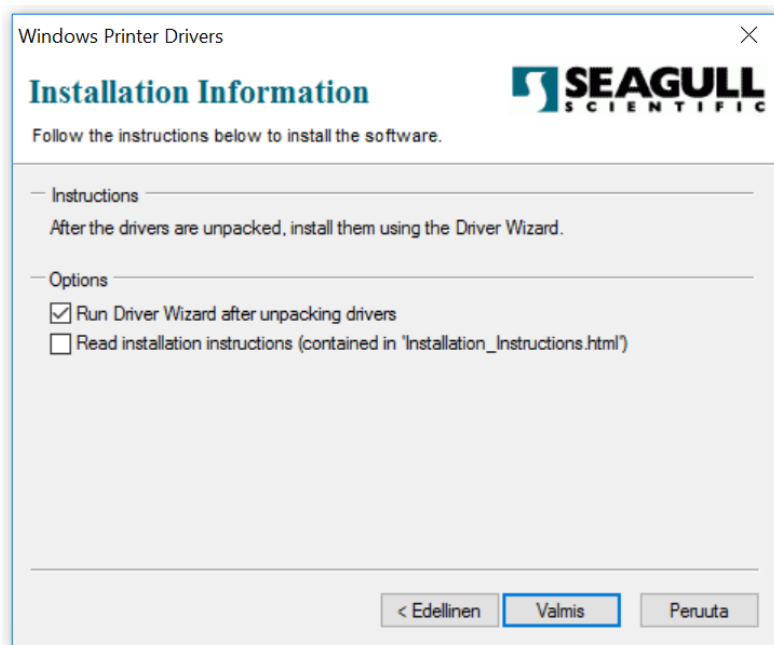 Windows Printer Drivers
Installation Information
SEAGULL
SCIENTIFIC
Follow the instructions below to install the software.
Instructions
After the drivers are unpacked, install them using the Driver Wizard.
Options
Run Driver Wizard after unpacking drivers
Read installation instructions (contained in 'Installation_Instructions.html')
< Edellinen
Valmis
Peruuta